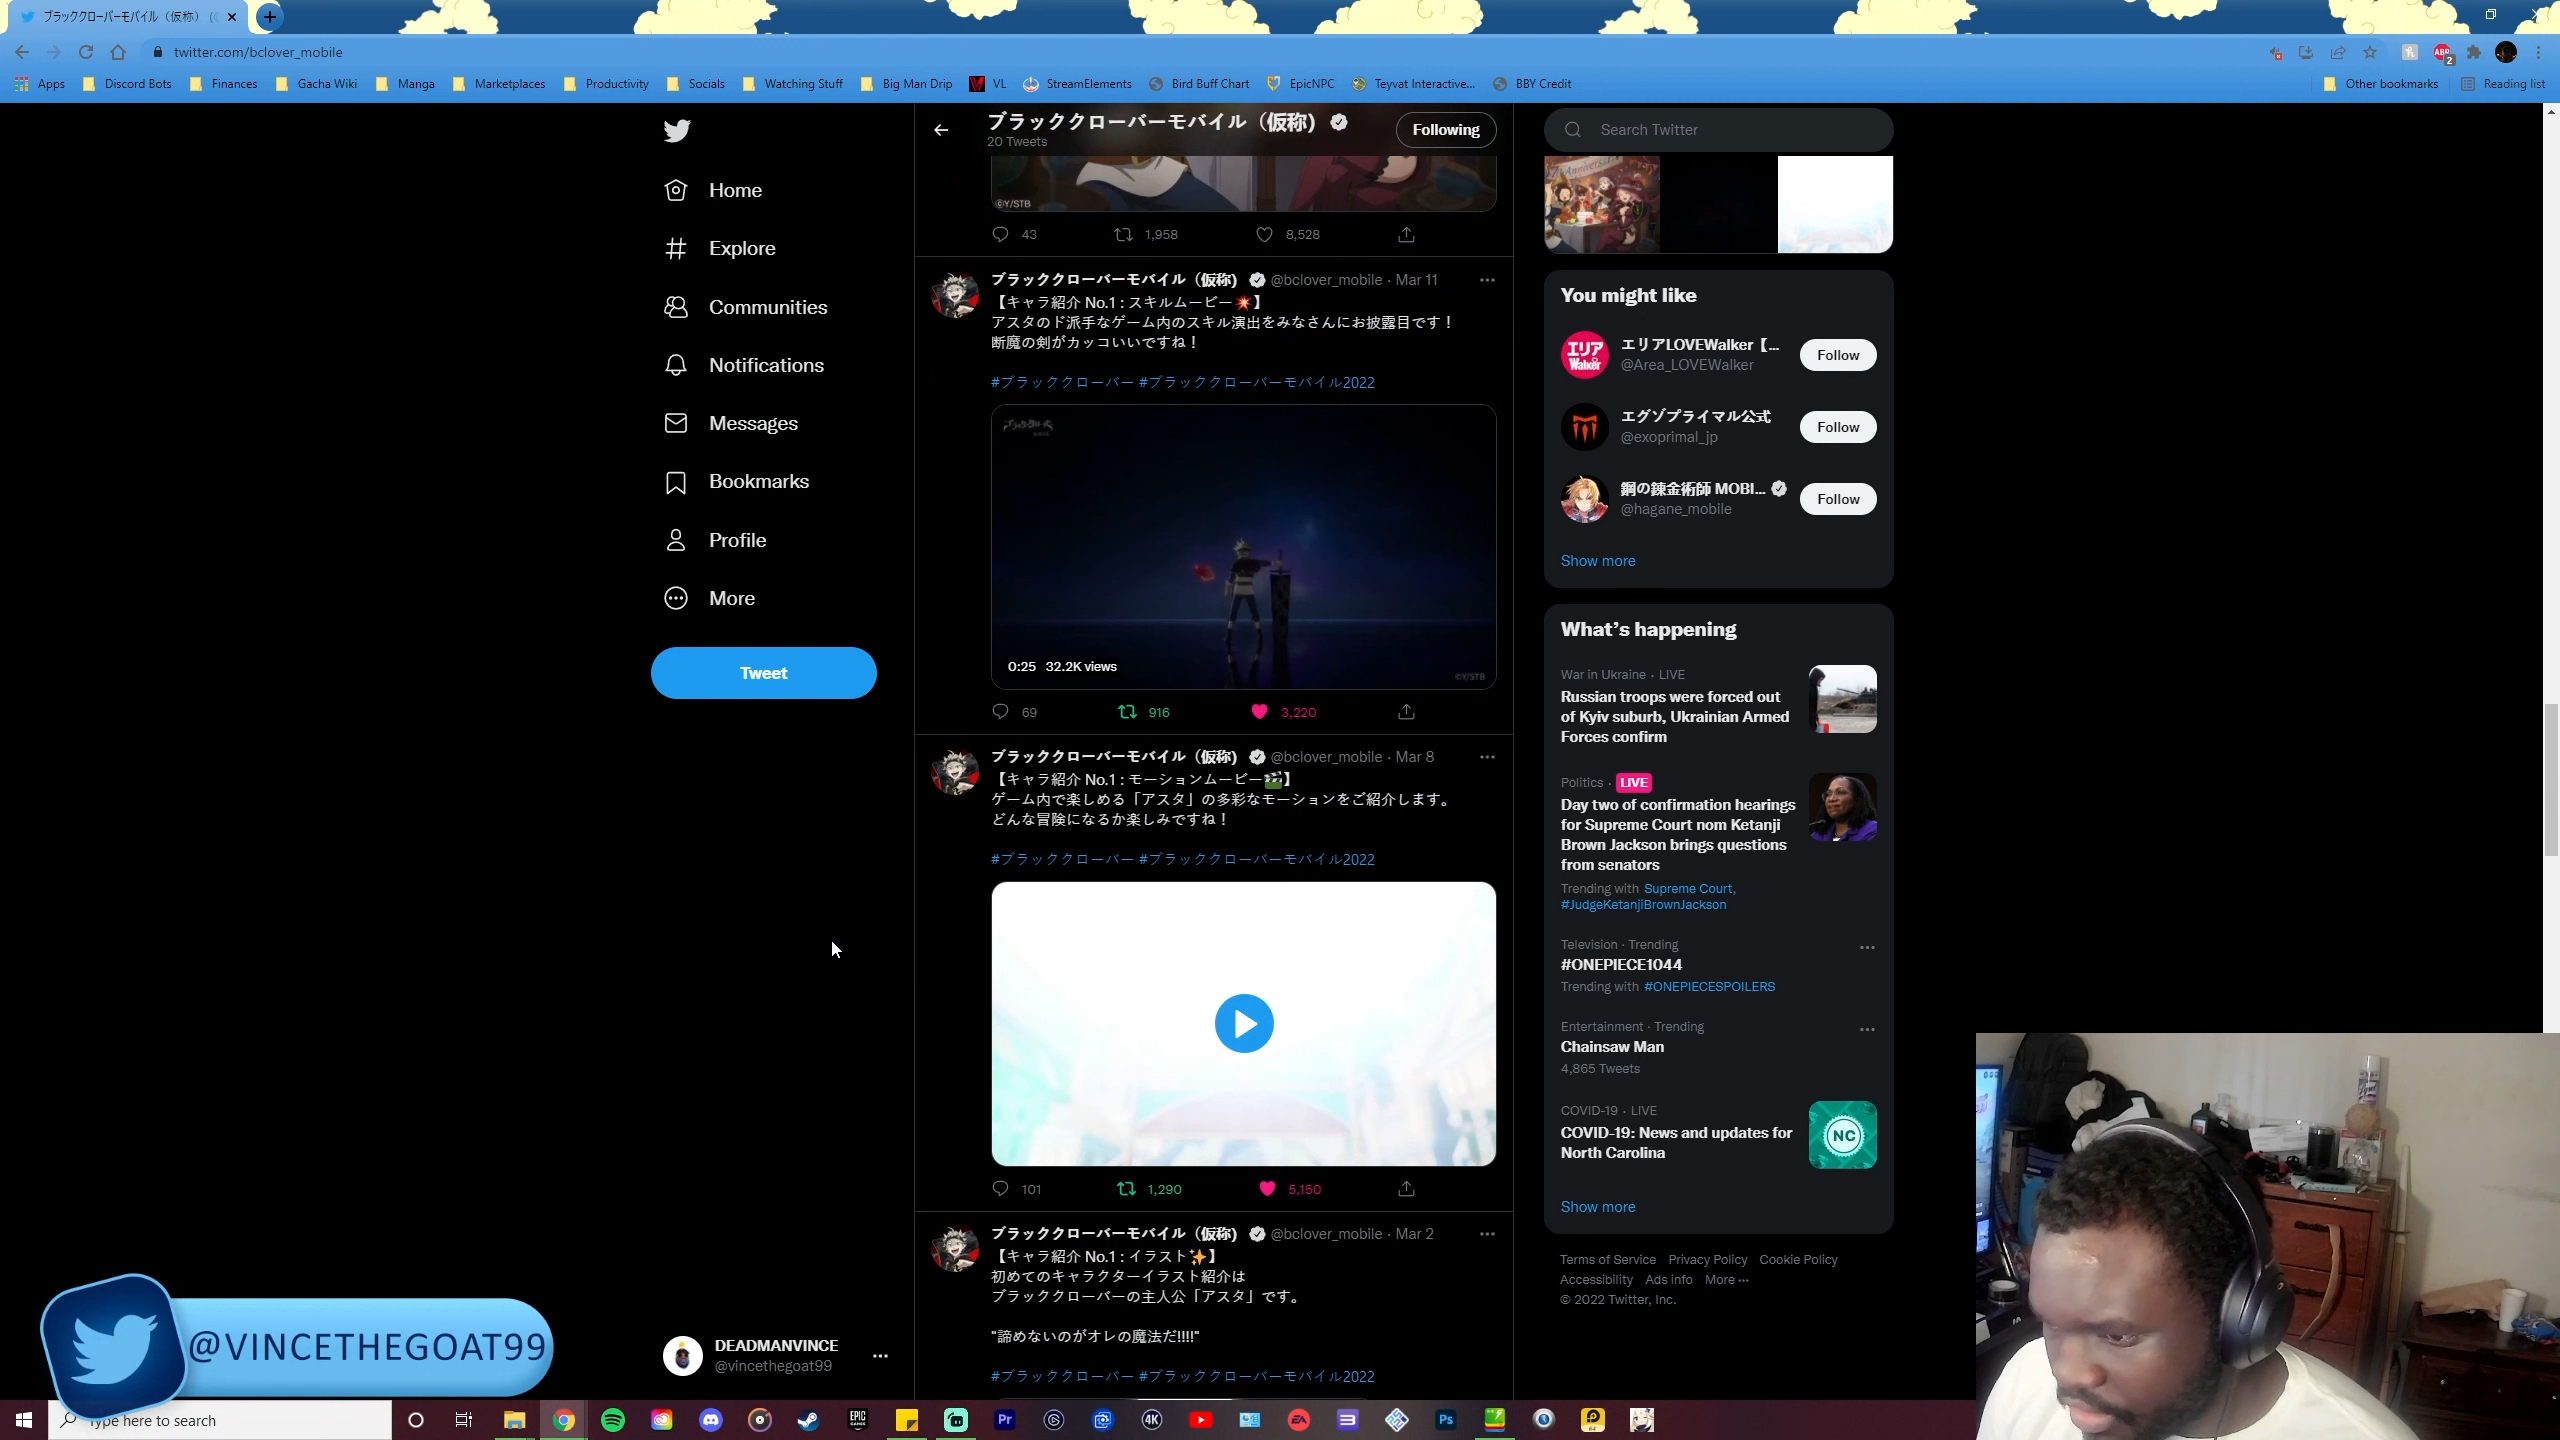 ブラッククローバーモバイル（仮称） (
twitter.com/bclover_mobile
Apps
Discord Bots
Finances
Gacha Wiki
Manga
Marketplaces
Productivity
Socials
Watching Stuff
Big Man Drip
VL
StreamElements
Bird Buff Chart
EpicNPC
Teyvat Interactive...
BBY Credit
Other bookmarks
Reading list
ABP
2
Home
Explore
Communities
Notifications
Messages
Bookmarks
Profile
More
Tweet
DEADMANVINCE
@vincethegoat99
@VINCETHEGOAT99
ブラッククローバーモバイル（仮称）
20 Tweets
Following
©Y/STB
43 1,958 8,528
ブラッククローバーモバイル（仮称） @bclover_mobile · Mar 11
【キャラ紹介 No.1 : スキルムービー💥】
アスタのド派手なゲーム内のスキル演出をみなさんにお披露目です！
断魔の剣がカッコいいですね！
#ブラッククローバー #ブラッククローバーモバイル2022
ブラッククローバー
0:25 32.2K views
©Y/STB
69 916 3,220
ブラッククローバーモバイル（仮称） @bclover_mobile · Mar 8
【キャラ紹介 No.1 : モーションムービー🎬】
ゲーム内で楽しめる「アスタ」の多彩なモーションをご紹介します。
どんな冒険になるか楽しみですね！
#ブラッククローバー #ブラッククローバーモバイル2022
101 1,290 5,150
ブラッククローバーモバイル（仮称） @bclover_mobile · Mar 2
【キャラ紹介 No.1 : イラスト✨】
初めてのキャラクターイラスト紹介は
ブラッククローバーの主人公「アスタ」です。
"諦めないのがオレの魔法だ!!!!"
#ブラッククローバー #ブラッククローバーモバイル2022
Search Twitter
Anniversary
You might like
エリア
Walker
エリアLOVEWalker【...
@Area_LOVEWalker
Follow
エグゾプライマル公式
@exoprimal_jp
Follow
鋼の錬金術師 MOBI...
@hagane_mobile
Follow
Show more
What's happening
War in Ukraine · LIVE
Russian troops were forced out
of Kyiv suburb, Ukrainian Armed
Forces confirm
Politics · LIVE
Day two of confirmation hearings
for Supreme Court nom Ketanji
Brown Jackson brings questions
from senators
Trending with Supreme Court,
#JudgeKetanjiBrownJackson
Television · Trending
#ONEPIECE1044
Trending with #ONEPIECESPOILERS
Entertainment · Trending
Chainsaw Man
4,865 Tweets
COVID-19 · LIVE
COVID-19: News and updates for
North Carolina
NC
Show more
Terms of Service Privacy Policy Cookie Policy
Accessibility Ads info More ···
© 2022 Twitter, Inc.
Type here to search
EPIC
GAMES
Pr
4K
EA
Ps
64